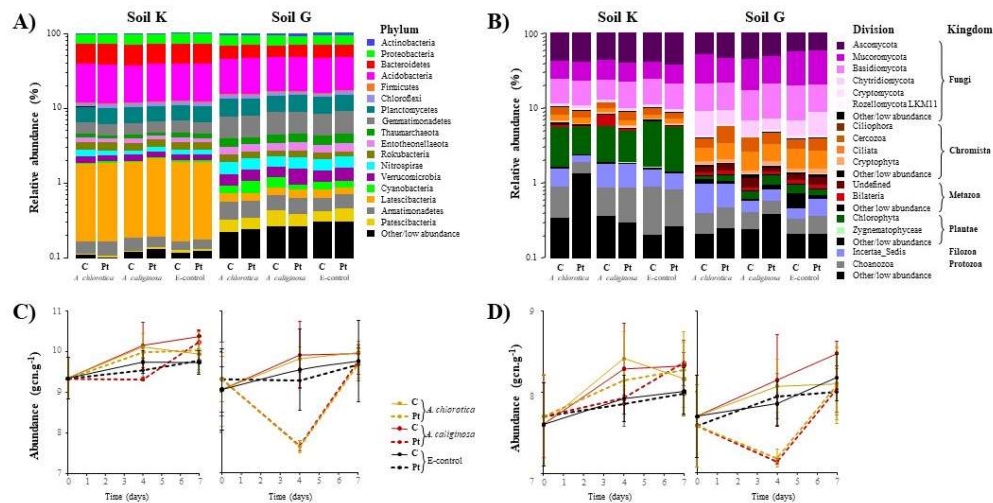 A)
Soil K
Soil G
Relative abundance (%)
100
10
1
0.1
C Pt C Pt C Pt C Pt C Pt C Pt
A chlorotica A caliginosa E-control A chlorotica A caliginosa E-control
Phylum
Actinobacteria
Proteobacteria
Bacteroidetes
Acidobacteria
Firmicutes
Chloroflexi
Planctomycetes
Gemmatimonadetes
Thaumarchaeota
Entotheonellaeota
Rokubacteria
Nitrospirae
Verrucomicrobia
Cyanobacteria
Latescibacteria
Armatimonadetes
Patescibacteria
Other/low abundance
B)
Soil K
Soil G
Relative abundance (%)
100
10
1
0.1
C Pt C Pt C Pt C Pt C Pt C Pt
A chlorotica A caliginosa E-control A chlorotica A caliginosa E-control
Division Kingdom
Ascomycota
Mucoromycota
Basidiomycota
Chytridiomycota
Cryptomycota
Rozellomycota LKM11
Other/low abundance
Fungi
Ciliophora
Cercozoa
Ciliata
Cryptophyta
Other/low abundance
Chromista
Undefined
Bilateria
Other/low abundance
Metazoa
Chlorophyta
Zygnematophyceae
Other/low abundance
Plantae
Incertae_Sedis Filozoa
Choanozoa Protozoa
Other/low abundance
C)
Abundance (gcn.g-1)
11
10
9
8
7
0 1 2 3 4 5 6 7 0 1 2 3 4 5 6 7
Time (days) Time (days)
C
Pt
A. chlorotica
C
Pt
A. caliginosa
C
Pt
E-control
D)
Abundance (gcn.g-1)
9
8
7
0 1 2 3 4 5 6 7 0 1 2 3 4 5 6 7
Time (days) Time (days)